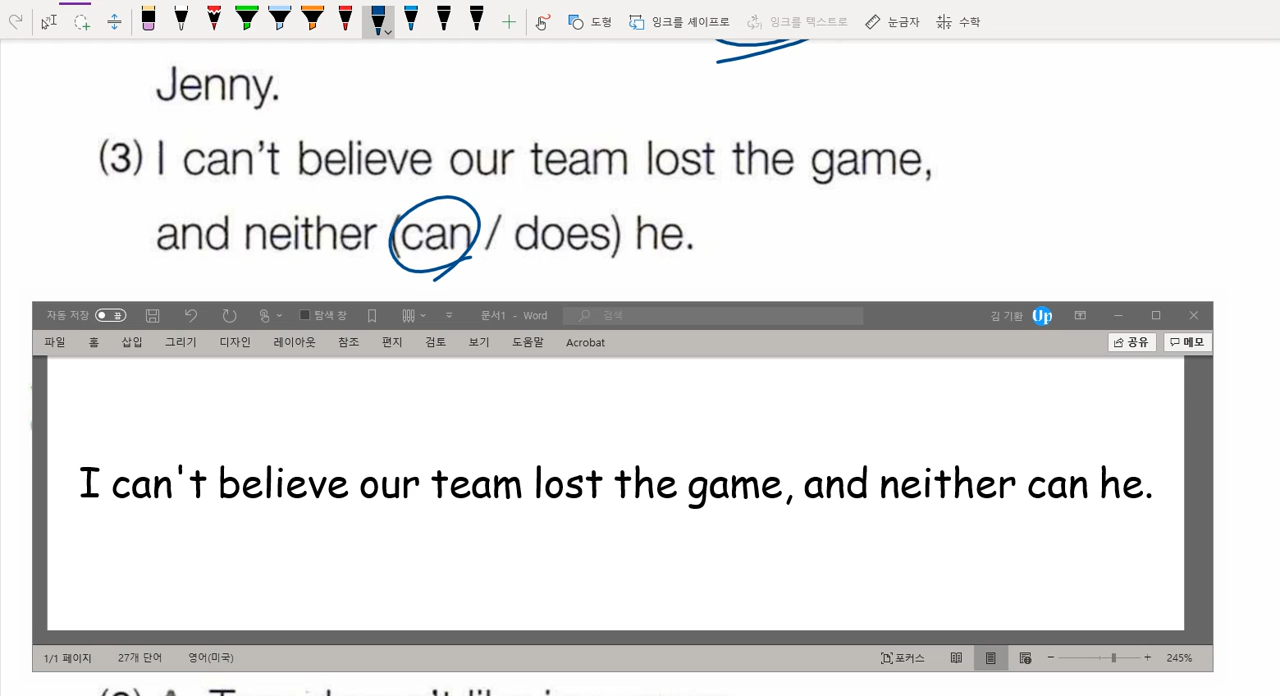 도형
잉크를 셰이프로
잉크를 텍스트로
눈금자
수학
Jenny.
(3) I can't believe our team lost the game,
and neither (can / does) he.
자동 저장 끔 탐색 창 문서1 - Word 검색 김 기환 Up
파일 홈 삽입 그리기 디자인 레이아웃 참조 편지 검토 보기 도움말 Acrobat 공유 메모
I can't believe our team lost the game, and neither can he.
1/1 페이지 27개 단어 영어(미국) 포커스 245%